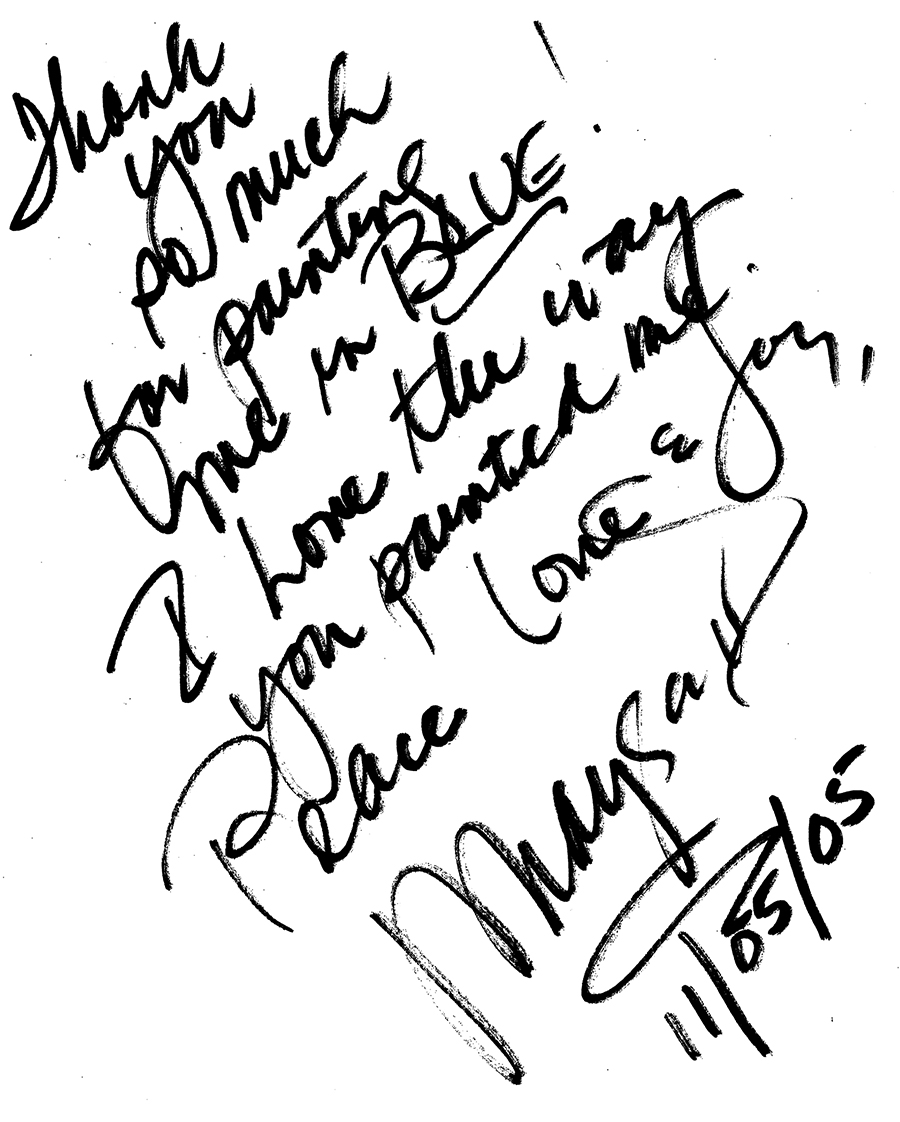 Thank
you
so much
for painting
me in BLUE!
I Love the way
you painted me.
Love & Joy,
Peace
Maysa
11/05/05